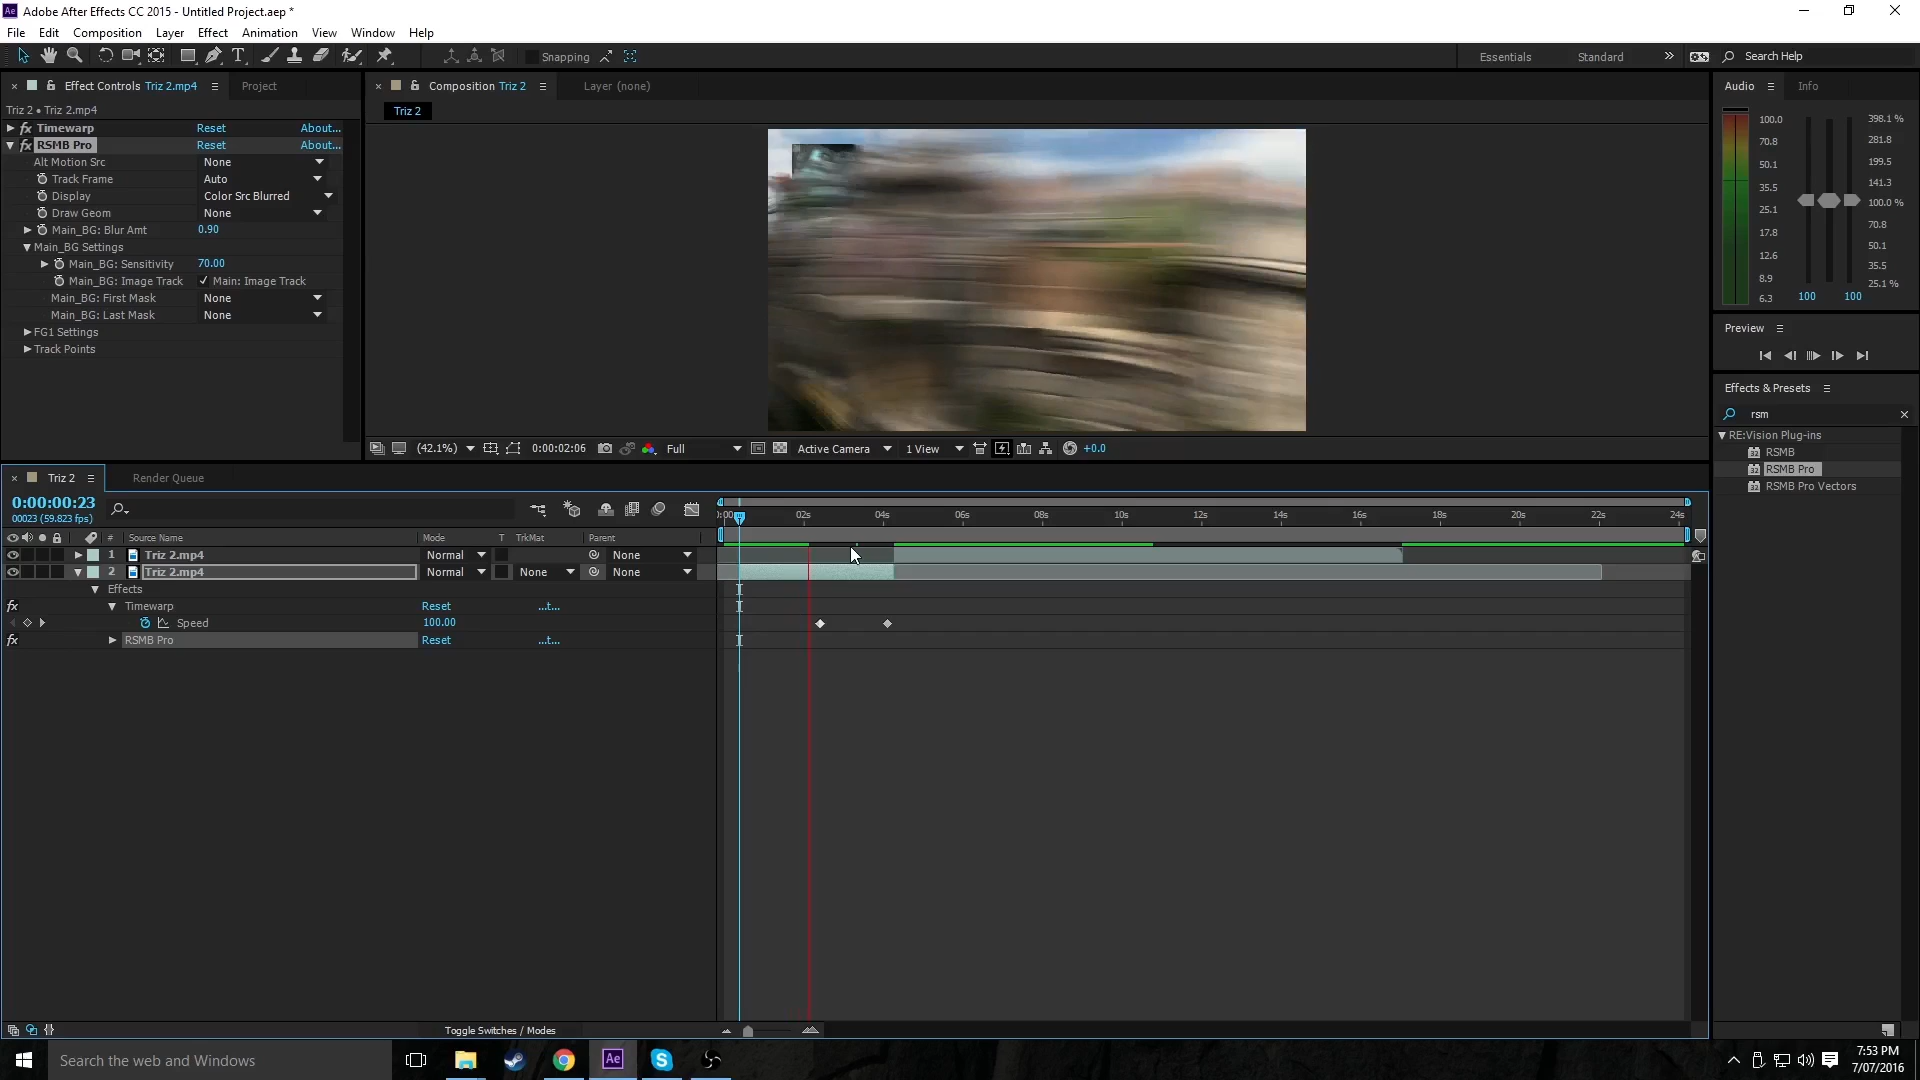 Adobe After Effects CC 2015 - Untitled Project.aep *
File Edit Composition Layer Effect Animation View Window Help
Snapping Essentials Standard Search Help
Effect Controls Triz 2.mp4 Project
Triz 2 • Triz 2.mp4
Timewarp Reset About...
RSMB Pro Reset About...
Alt Motion Src None
Track Frame Auto
Display Color Src Blurred
Draw Geom None
Main_BG: Blur Amt 0.90
Main_BG Settings
Main_BG: Sensitivity 70.00
Main_BG: Image Track Main: Image Track
Main_BG: First Mask None
Main_BG: Last Mask None
FG1 Settings
Track Points
Composition Triz 2 Layer (none)
Triz 2
(42.1%) 0:00:02:06 Full Active Camera 1 View +0.0
Audio Info
100.0
70.8
50.1
35.5
25.1
17.8
12.6
8.9
6.3
398.1 %
281.8
199.5
141.3
100.0 %
70.8
50.1
35.5
25.1 %
100 100
Preview
Effects & Presets
rsm
RE:Vision Plug-ins
RSMB
RSMB Pro
RSMB Pro Vectors
Triz 2 Render Queue
0:00:00:23
00023 (59.823 fps)
# Source Name Mode T TrkMat Parent
1 Triz 2.mp4 Normal None
2 Triz 2.mp4 Normal None None
Effects
Timewarp Reset ...t...
Speed 100.00
RSMB Pro Reset ...t...
02s 04s 06s 08s 10s 12s 14s 16s 18s 20s 22s 24s
Toggle Switches / Modes
Search the web and Windows
Ae
7:53 PM
7/07/2016